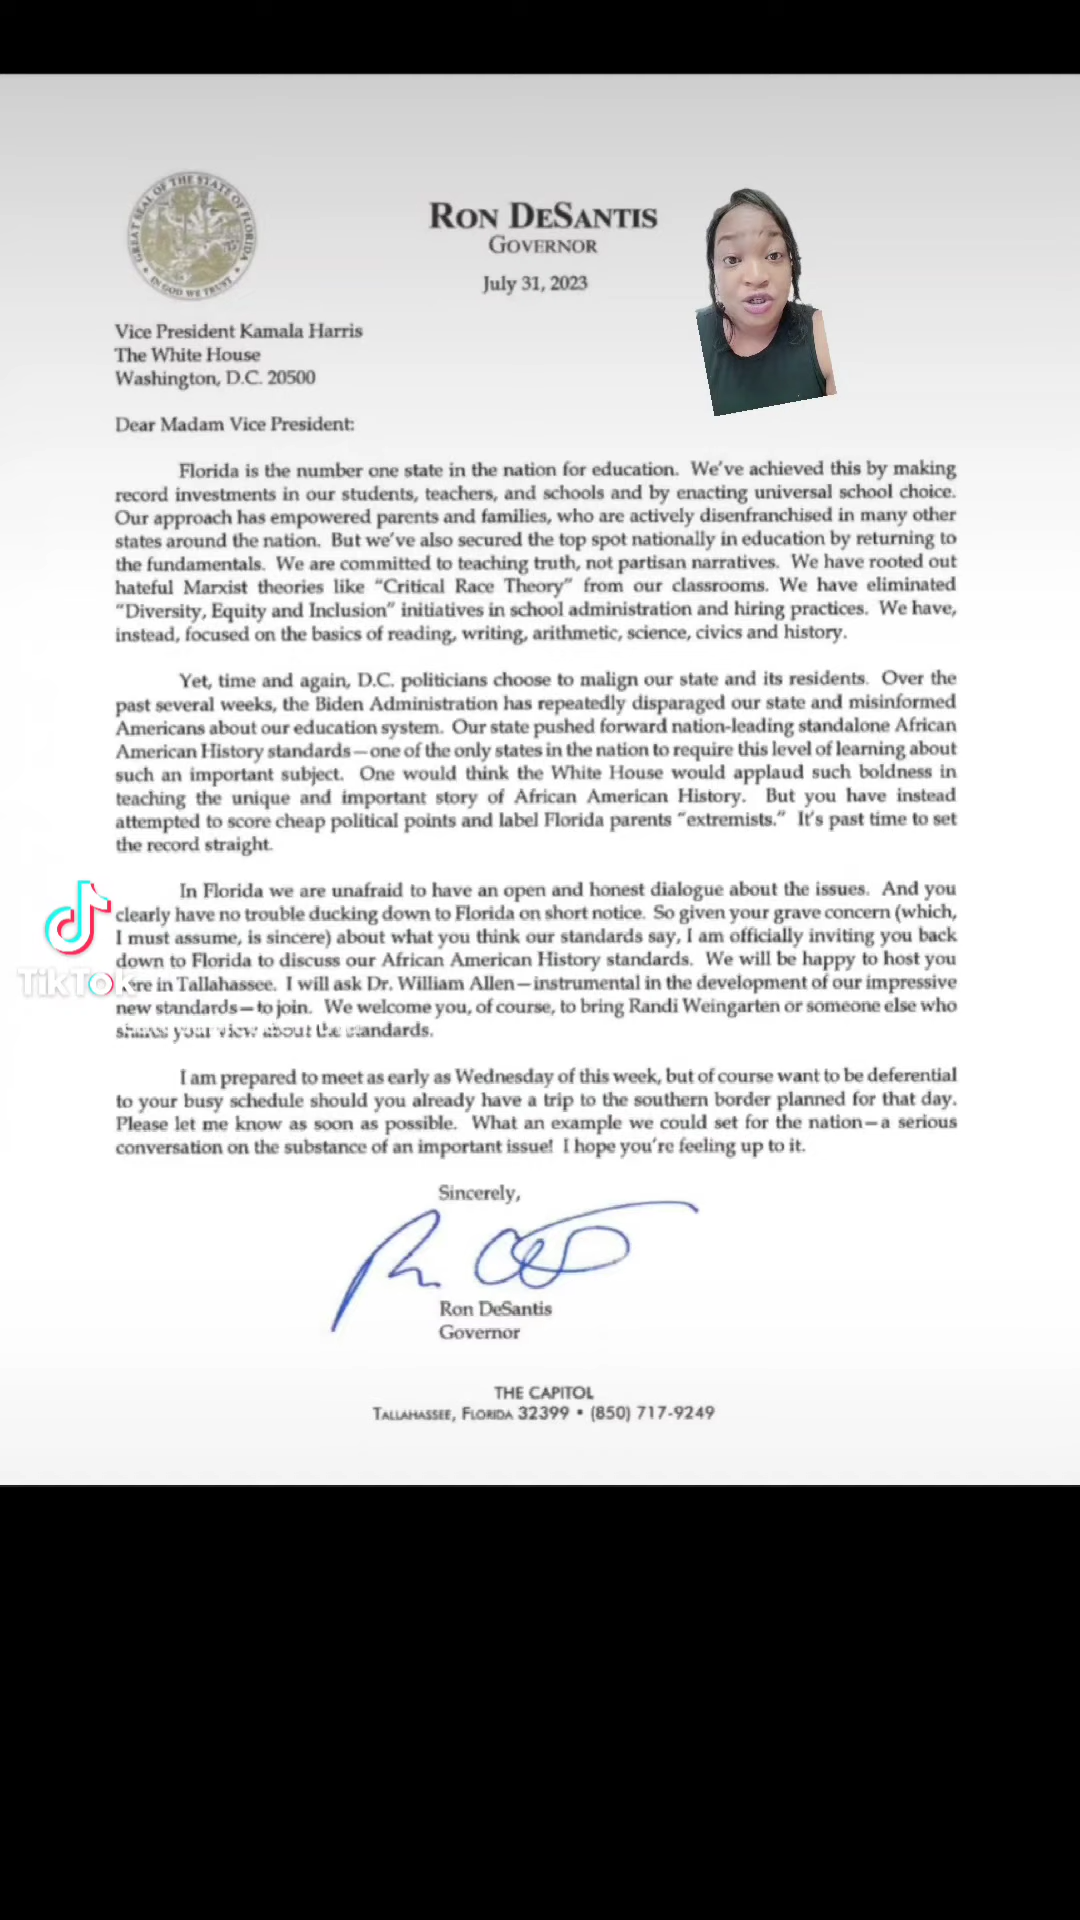 GREAT SEAL OF THE STATE OF FLORIDA
IN GOD WE TRUST
RON DESANTIS
GOVERNOR
July 31, 2023
Vice President Kamala Harris
The White House
Washington, D.C. 20500
Dear Madam Vice President:
Florida is the number one state in the nation for education. We've achieved this by making
record investments in our students, teachers, and schools and by enacting universal school choice.
Our approach has empowered parents and families, who are actively disenfranchised in many other
states around the nation. But we've also secured the top spot nationally in education by returning to
the fundamentals. We are committed to teaching truth, not partisan narratives. We have rooted out
hateful Marxist theories like "Critical Race Theory" from our classrooms. We have eliminated
"Diversity, Equity and Inclusion" initiatives in school administration and hiring practices. We have,
instead, focused on the basics of reading, writing, arithmetic, science, civics and history.
Yet, time and again, D.C. politicians choose to malign our state and its residents. Over the
past several weeks, the Biden Administration has repeatedly disparaged our state and misinformed
Americans about our education system. Our state pushed forward nation-leading standalone African
American History standards—one of the only states in the nation to require this level of learning about
such an important subject. One would think the White House would applaud such boldness in
teaching the unique and important story of African American History. But you have instead
attempted to score cheap political points and label Florida parents "extremists." It's past time to set
the record straight.
In Florida we are unafraid to have an open and honest dialogue about the issues. And you
clearly have no trouble ducking down to Florida on short notice. So given your grave concern (which,
I must assume, is sincere) about what you think our standards say, I am officially inviting you back
down to Florida to discuss our African American History standards. We will be happy to host you
here in Tallahassee. I will ask Dr. William Allen—instrumental in the development of our impressive
new standards—to join. We welcome you, of course, to bring Randi Weingarten or someone else who
shares your view about the standards.
TikTok
I am prepared to meet as early as Wednesday of this week, but of course want to be deferential
to your busy schedule should you already have a trip to the southern border planned for that day.
Please let me know as soon as possible. What an example we could set for the nation—a serious
conversation on the substance of an important issue! I hope you're feeling up to it.
Sincerely,
Ron DeSantis
Governor
THE CAPITOL
TALLAHASSEE, FLORIDA 32399 • (850) 717-9249